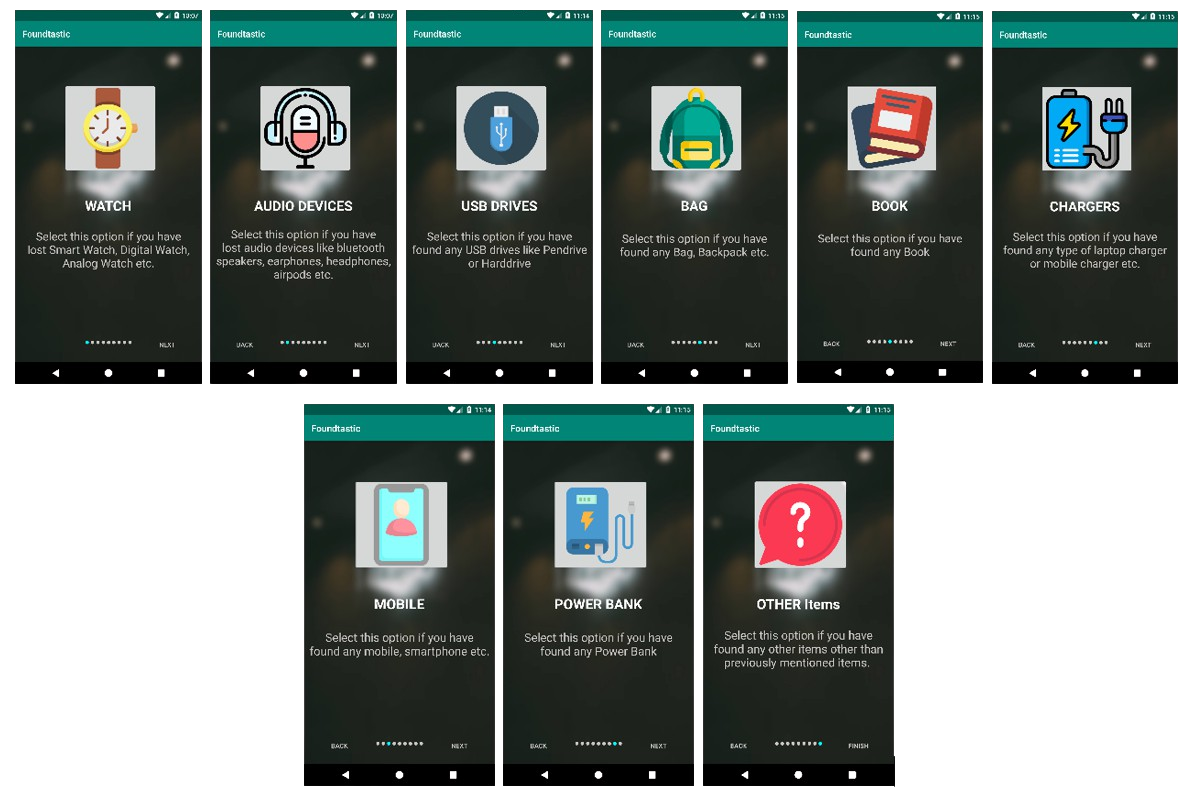 10:07
Foundtastic
WATCH
Select this option if you have
lost Smart Watch, Digital Watch,
Analog Watch etc.
NEXT
10:07
Foundtastic
AUDIO DEVICES
Select this option if you have
lost audio devices like bluetooth
speakers, earphones, headphones,
airpods etc.
BACK
NEXT
11:14
Foundtastic
USB DRIVES
Select this option if you have
found any USB drives like Pendrive
or Harddrive
BACK
NEXT
11:15
Foundtastic
BAG
Select this option if you have
found any Bag, Backpack etc.
BACK
NEXT
11:15
Foundtastic
BOOK
Select this option if you have
found any Book
BACK
NEXT
11:15
Foundtastic
CHARGERS
Select this option if you have
found any type of laptop charger
or mobile charger etc.
BACK
NEXT
11:14
Foundtastic
MOBILE
Select this option if you have
found any mobile, smartphone etc.
BACK
NEXT
11:15
Foundtastic
POWER BANK
Select this option if you have
found any Power Bank
BACK
NEXT
11:15
Foundtastic
?
OTHER Items
Select this option if you have
found any other items other than
previously mentioned items.
BACK
FINISH